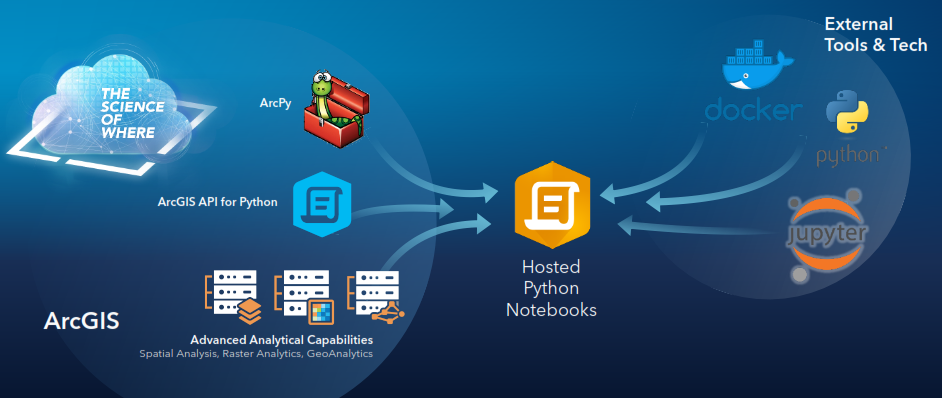 External
Tools & Tech
THE
SCIENCE
OF
WHERE
ArcPy
docker
python
ArcGIS API for Python
jupyter
Hosted
Python
Notebooks
ArcGIS
Advanced Analytical Capabilities
Spatial Analysis, Raster Analytics, GeoAnalytics